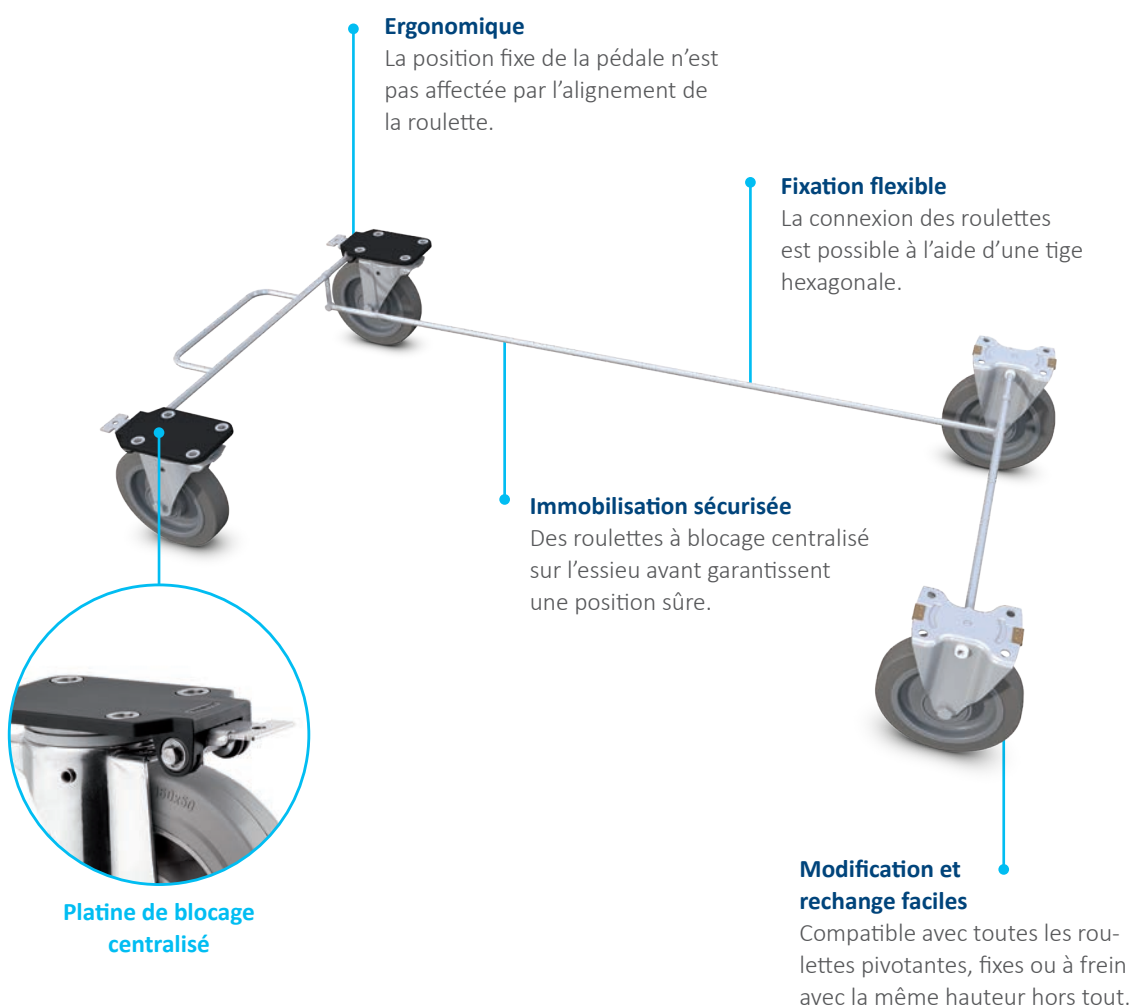 Ergonomique
La position fixe de la pédale n’est
pas affectée par l’alignement de
la roulette.
Fixation flexible
La connexion des roulettes
est possible à l’aide d’une tige
hexagonale.
Immobilisation sécurisée
Des roulettes à blocage centralisé
sur l’essieu avant garantissent
une position sûre.
Platine de blocage
centralisé
Modification et
rechange faciles
Compatible avec toutes les rou-
lettes pivotantes, fixes ou à frein
avec la même hauteur hors tout.